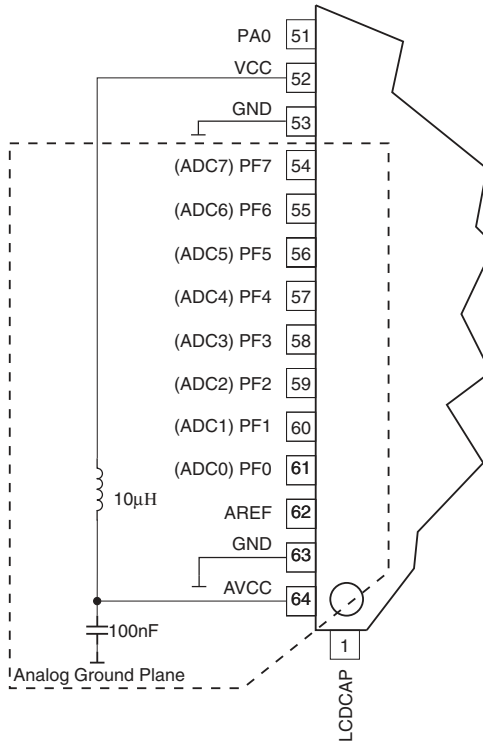 PA0 51
VCC 52
GND 53
(ADC7) PF7 54
(ADC6) PF6 55
(ADC5) PF5 56
(ADC4) PF4 57
(ADC3) PF3 58
(ADC2) PF2 59
(ADC1) PF1 60
(ADC0) PF0 61
10μH
AREF 62
GND 63
AVCC 64
100nF
Analog Ground Plane
1
LCDCAP